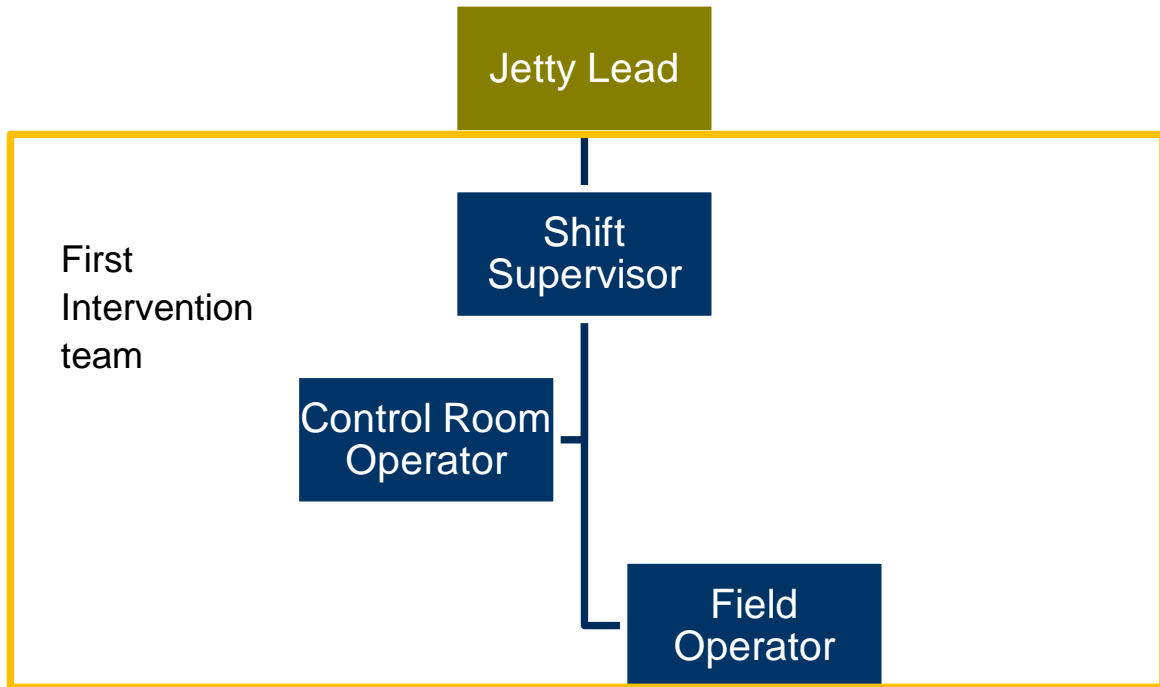 Jetty Lead
Shift
Supervisor
First
Intervention
team
Control Room
Operator
Field
Operator